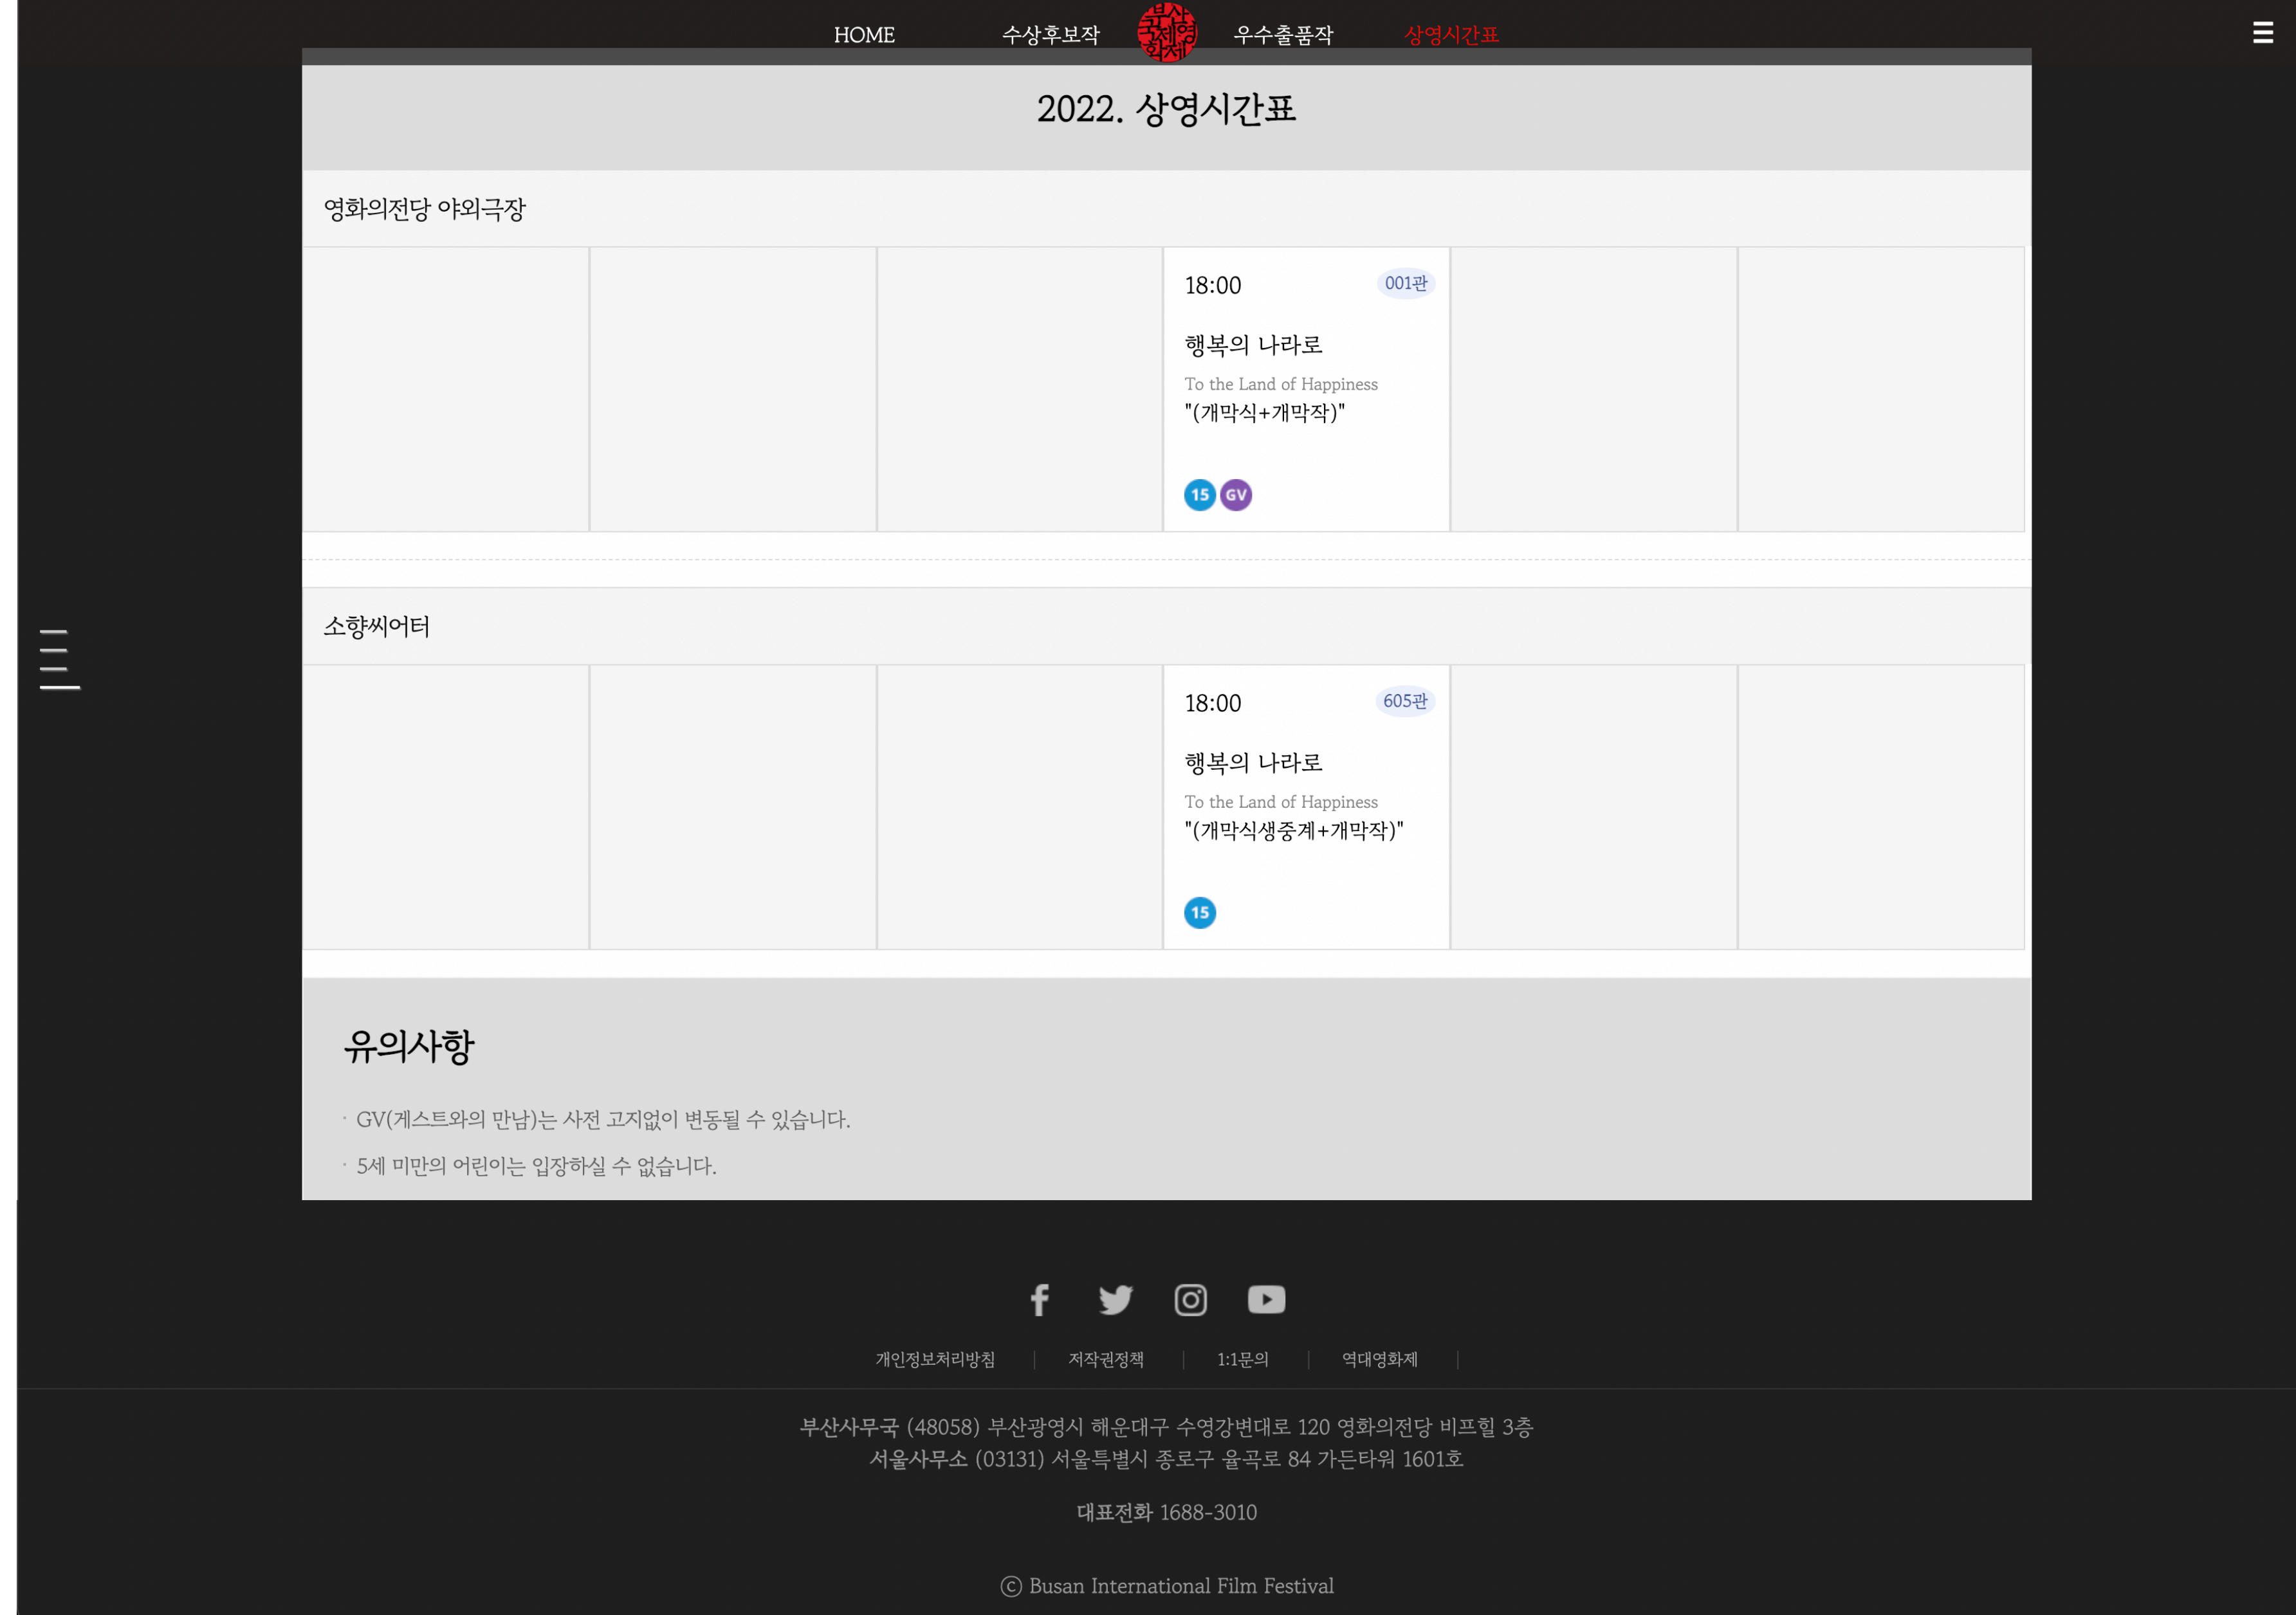 HOME
수상후보작
부산
국제영
화제
우수출품작
상영시간표
2022. 상영시간표
영화의전당 야외극장
18:00
001관
행복의 나라로
To the Land of Happiness
"(개막식+개막작)"
15 GV
소향씨어터
18:00
605관
행복의 나라로
To the Land of Happiness
"(개막식생중계+개막작)"
15
유의사항
· GV(게스트와의 만남)는 사전 고지없이 변동될 수 있습니다.
· 5세 미만의 어린이는 입장하실 수 없습니다.
개인정보처리방침 | 저작권정책 | 1:1문의 | 역대영화제 |
부산사무국 (48058) 부산광역시 해운대구 수영강변대로 120 영화의전당 비프힐 3층
서울사무소 (03131) 서울특별시 종로구 율곡로 84 가든타워 1601호
대표전화 1688-3010
ⓒ Busan International Film Festival